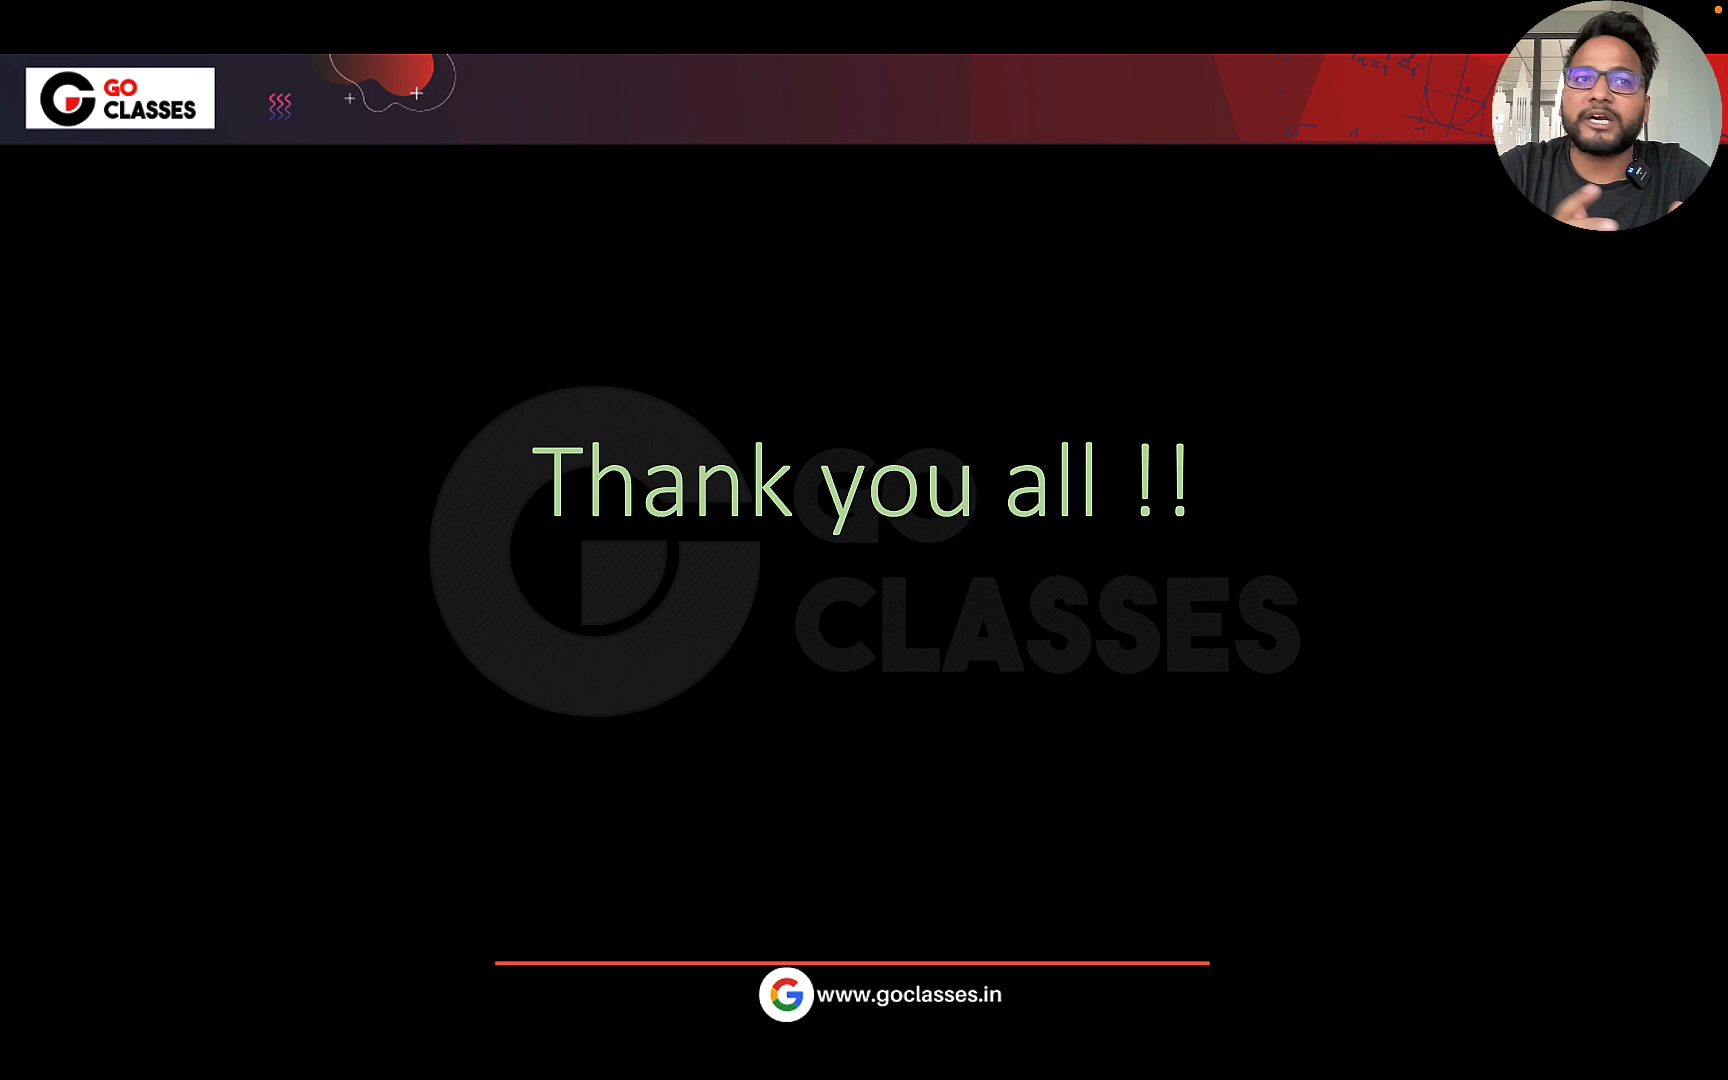 GO
CLASSES
Thank you all !!
GO
CLASSES
www.goclasses.in